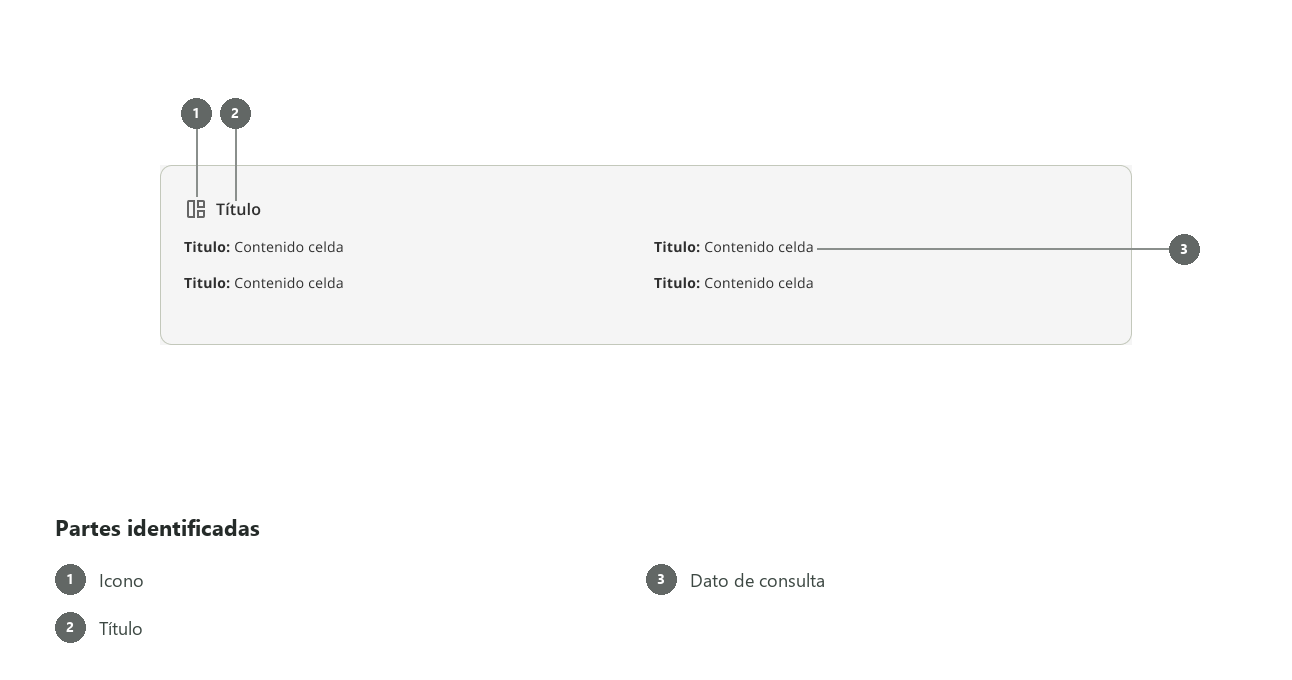 1 2
Título
Titulo: Contenido celda Titulo: Contenido celda 3
Titulo: Contenido celda Titulo: Contenido celda
Partes identificadas
1 Icono 3 Dato de consulta
2 Título